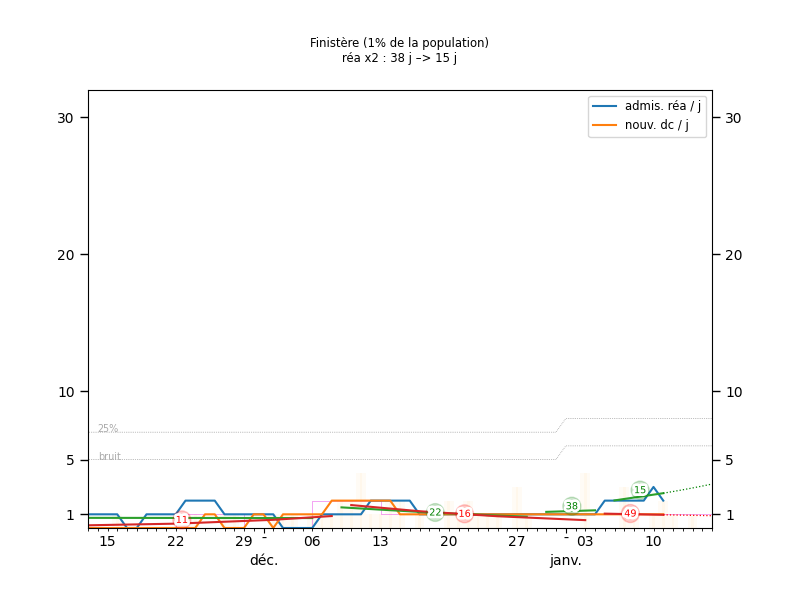 Finistère (1% de la population)
réa x2 : 38 j –> 15 j
admis. réa / j
nouv. dc / j
30 30
20 20
10 10
25%
5 bruit 5
1 11 22 16 38 15 49 1
15 22 29 - 06 13 20 27 - 03 10
déc. janv.